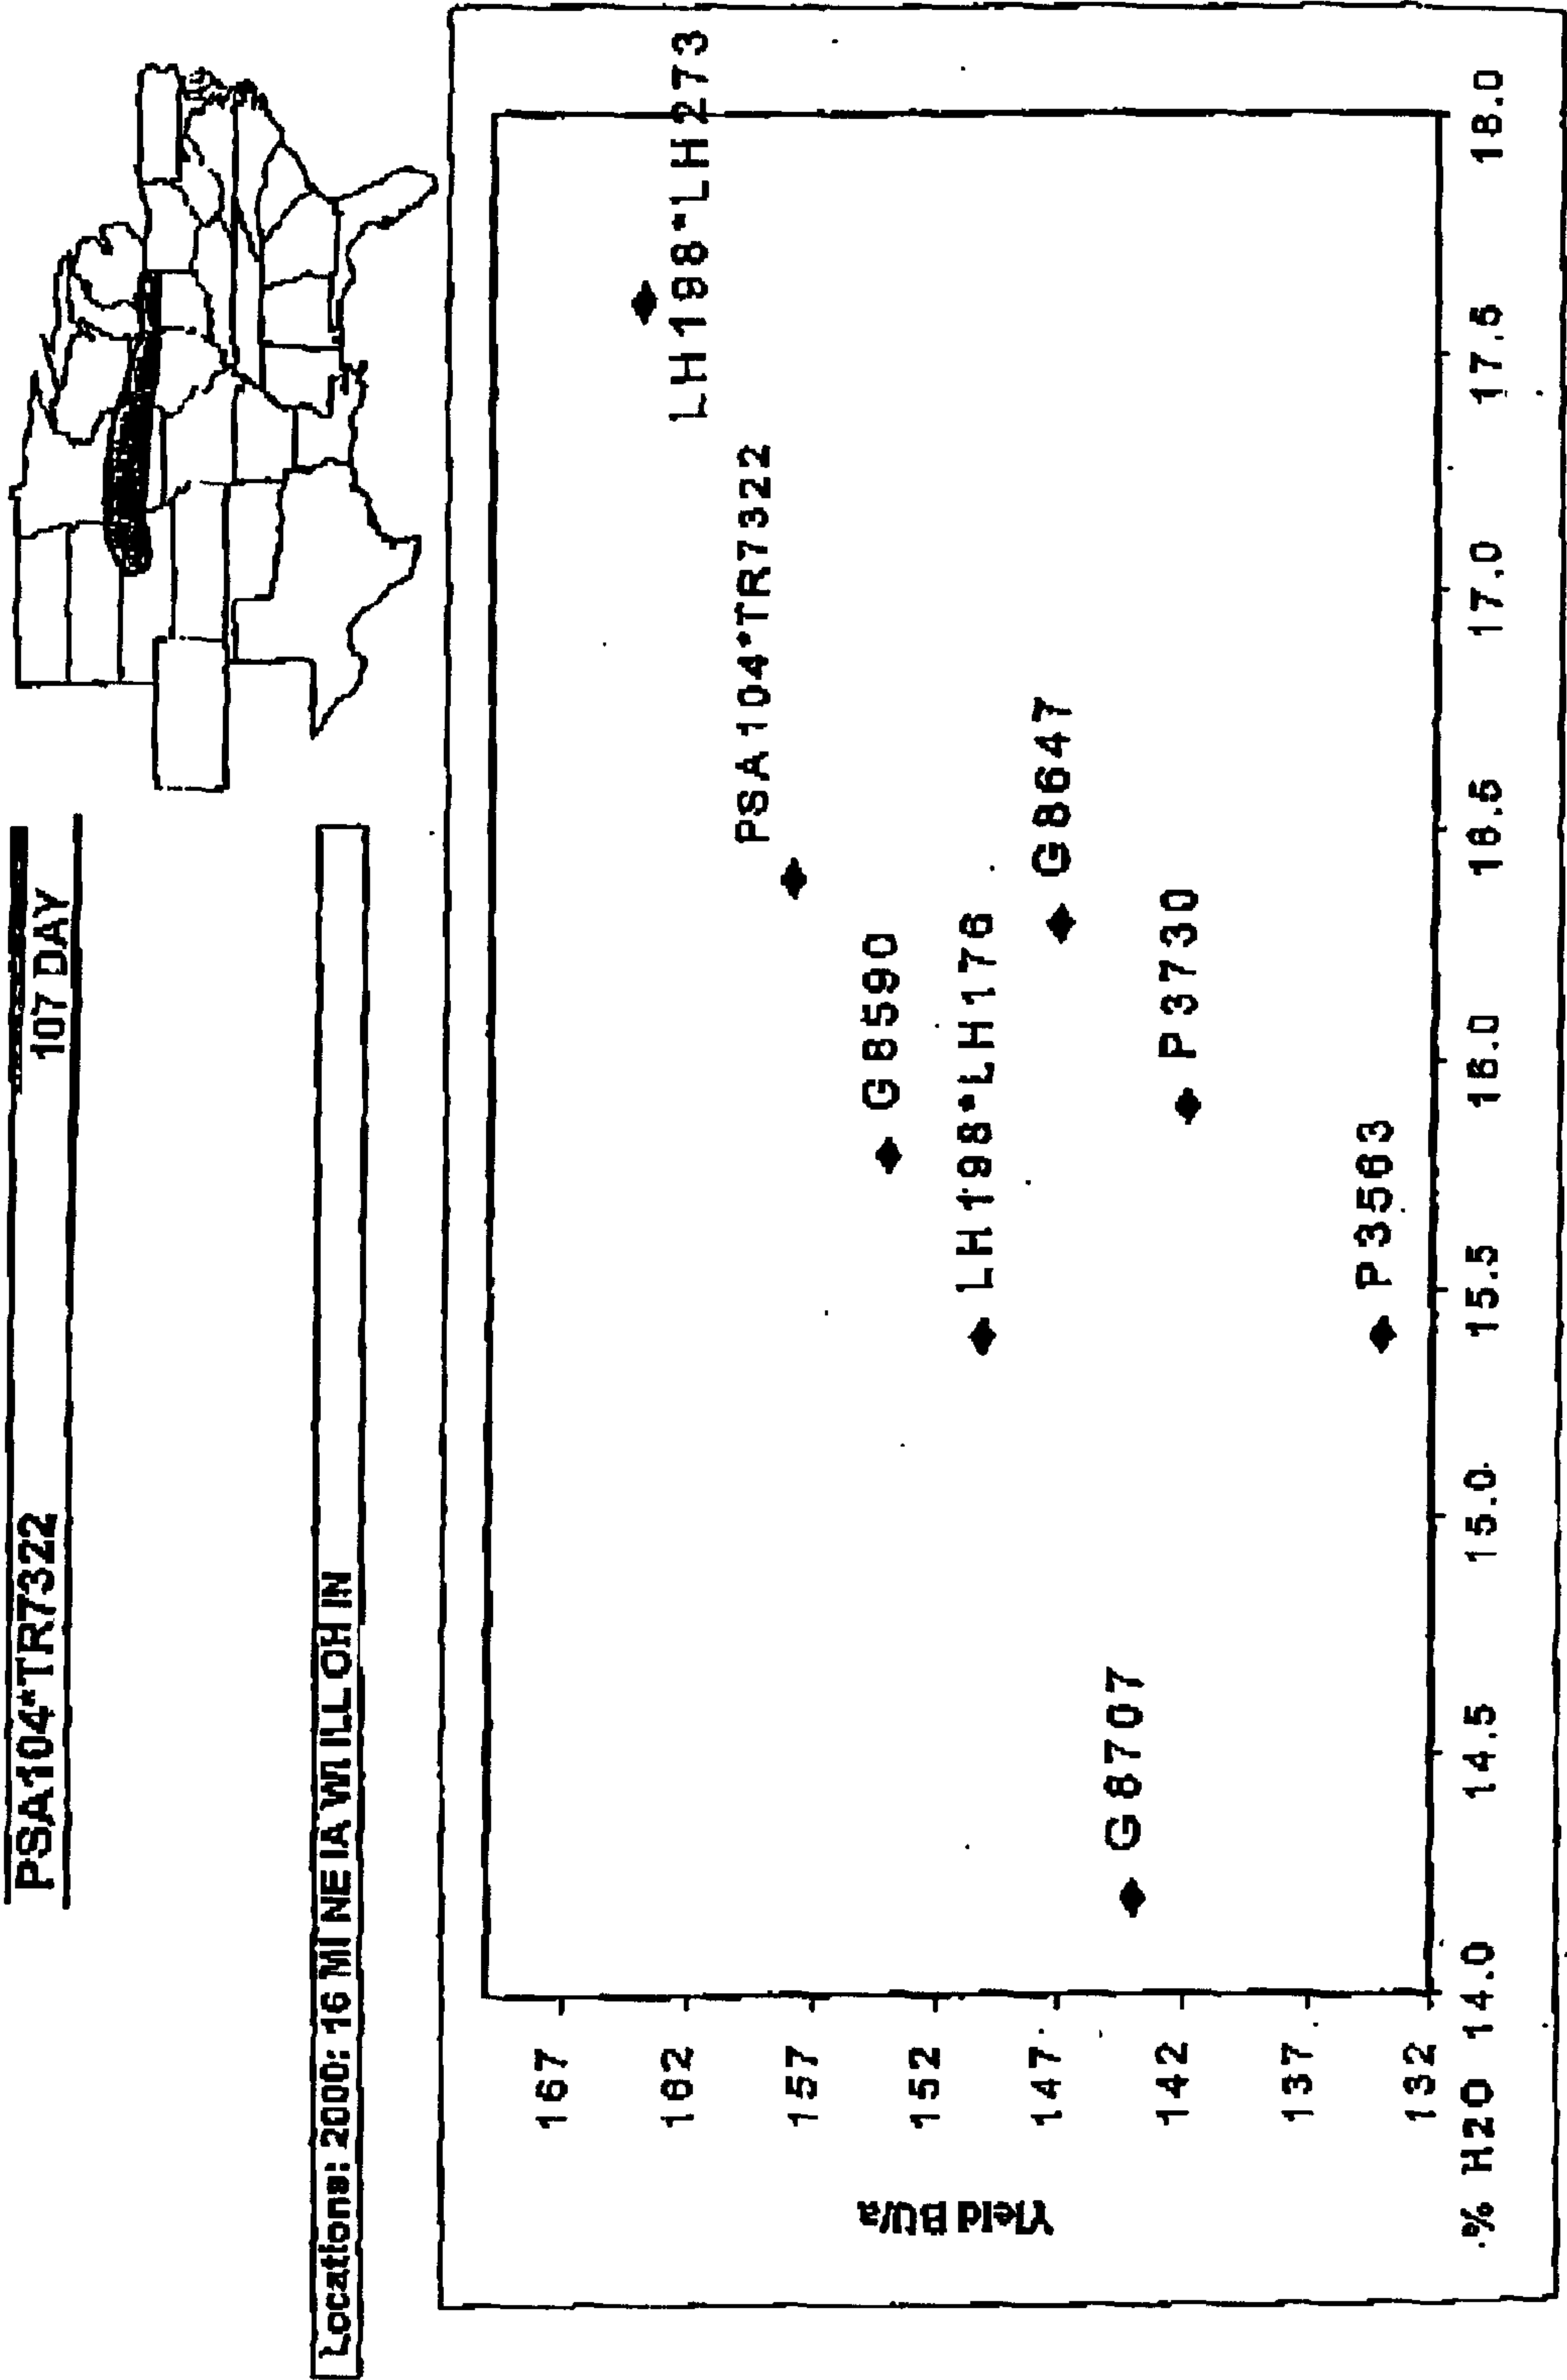 PSA104*TR7322
107 DAY
Locations: 2000: 16 MI NE IA WI ILL OH IN
167
162
157
152
147
142
137
132
Yield BU/a
% H2O 14.0 14.5 15.0 15.5 16.0 16.5 17.0 17.5 18.0
LH198*LH273
PSA104*TR7322
G8590
LH198*LH176
G8647
G8707
P3730
P3563